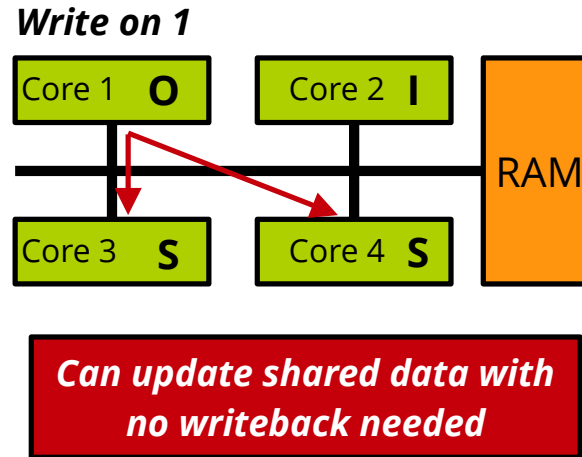 Write on 1
Core 1 O
Core 2 I
RAM
Core 3 S
Core 4 S
Can update shared data with
no writeback needed